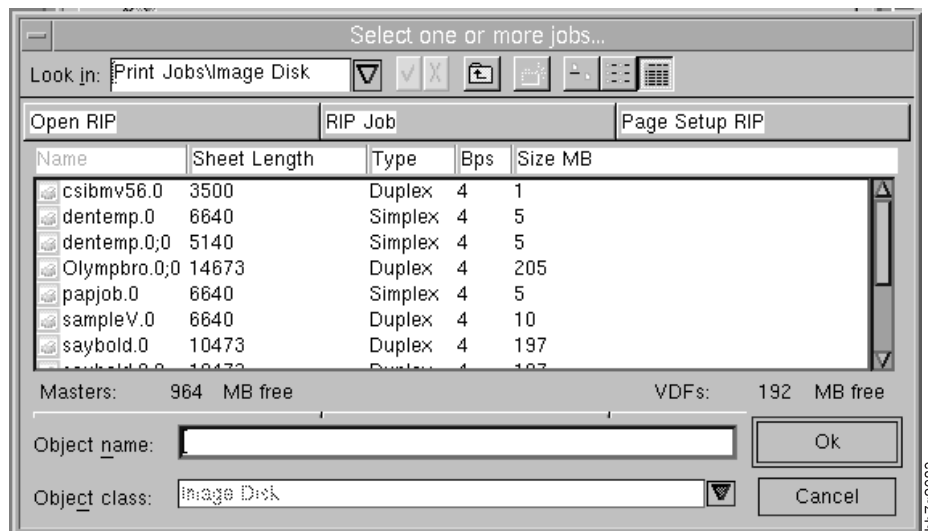 Select one or more jobs...
Look in: Print Jobs\Image Disk
Open RIP RIP Job Page Setup RIP
Name Sheet Length Type Bps Size MB
csibmv56.0 3500 Duplex 4 1
dentemp.0 6640 Simplex 4 5
dentemp.0;0 5140 Simplex 4 5
Olympbro.0;0 14673 Duplex 4 205
papjob.0 6640 Simplex 4 5
sampleV.0 6640 Duplex 4 10
saybold.0 10473 Duplex 4 197
Masters: 964 MB free VDFs: 192 MB free
Object name: Ok
Object class: Image Disk Cancel